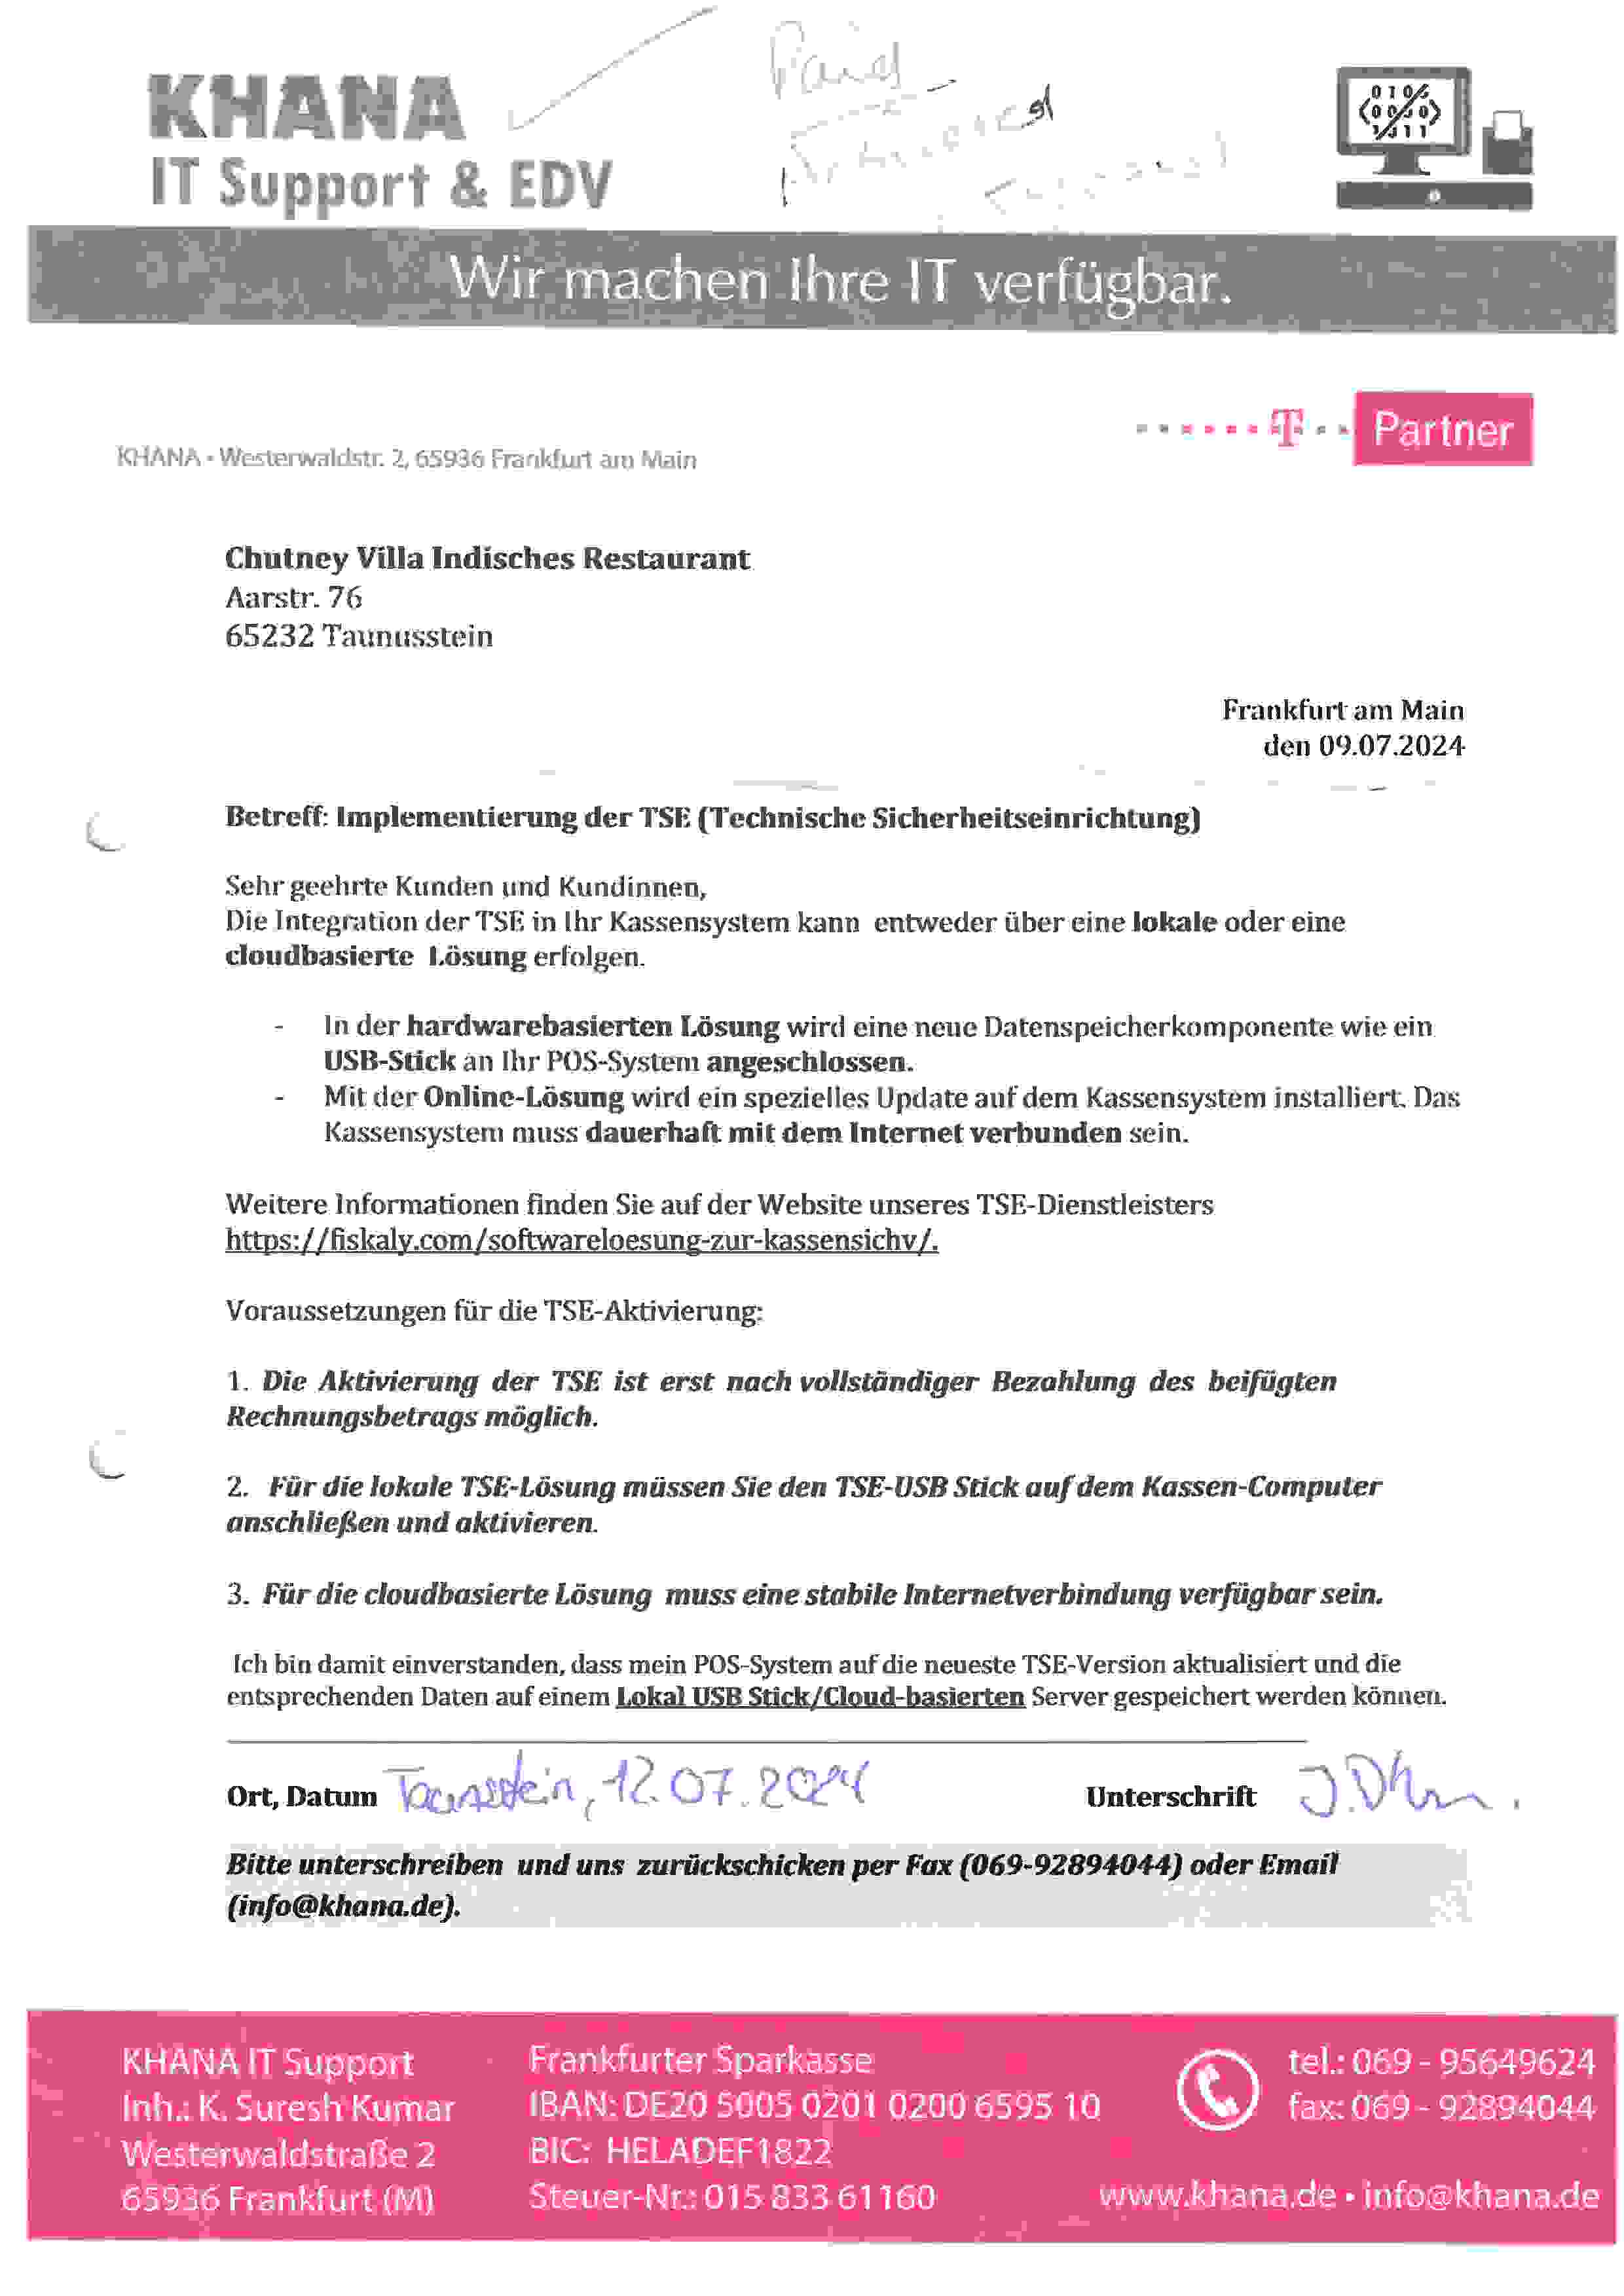 KHANA
IT Support & EDV
Paid
Wir machen Ihre IT verfügbar.
T Partner
KHANA • Westerwaldstr. 2, 65936 Frankfurt am Main
Chutney Villa Indisches Restaurant
Aarstr. 76
65232 Taunusstein
Frankfurt am Main
den 09.07.2024
Betreff: Implementierung der TSE (Technische Sicherheitseinrichtung)
Sehr geehrte Kunden und Kundinnen,
Die Integration der TSE in Ihr Kassensystem kann entweder über eine lokale oder eine
cloudbasierte Lösung erfolgen.
- In der hardwarebasierten Lösung wird eine neue Datenspeicherkomponente wie ein
USB-Stick an Ihr POS-System angeschlossen.
- Mit der Online-Lösung wird ein spezielles Update auf dem Kassensystem installiert. Das
Kassensystem muss dauerhaft mit dem Internet verbunden sein.
Weitere Informationen finden Sie auf der Website unseres TSE-Dienstleisters
https://fiskaly.com/softwareloesung-zur-kassensichv/.
Voraussetzungen für die TSE-Aktivierung:
1. Die Aktivierung der TSE ist erst nach vollständiger Bezahlung des beifügten
Rechnungsbetrags möglich.
2. Für die lokale TSE-Lösung müssen Sie den TSE-USB Stick auf dem Kassen-Computer
anschließen und aktivieren.
3. Für die cloudbasierte Lösung muss eine stabile Internetverbindung verfügbar sein.
Ich bin damit einverstanden, dass mein POS-System auf die neueste TSE-Version aktualisiert und die
entsprechenden Daten auf einem Lokal USB Stick/Cloud-basierten Server gespeichert werden können.
Ort, Datum Taunusstein, 12.07.2024 Unterschrift
Bitte unterschreiben und uns zurückschicken per Fax (069-92894044) oder Email
(info@khana.de).
KHANA IT Support
Inh.: K. Suresh Kumar
Westerwaldstraße 2
65936 Frankfurt (M)
Frankfurter Sparkasse
IBAN: DE20 5005 0201 0200 6595 10
BIC: HELADEF1822
Steuer-Nr.: 015 833 61160
tel.: 069 - 95649624
fax: 069 - 92894044
www.khana.de • info@khana.de